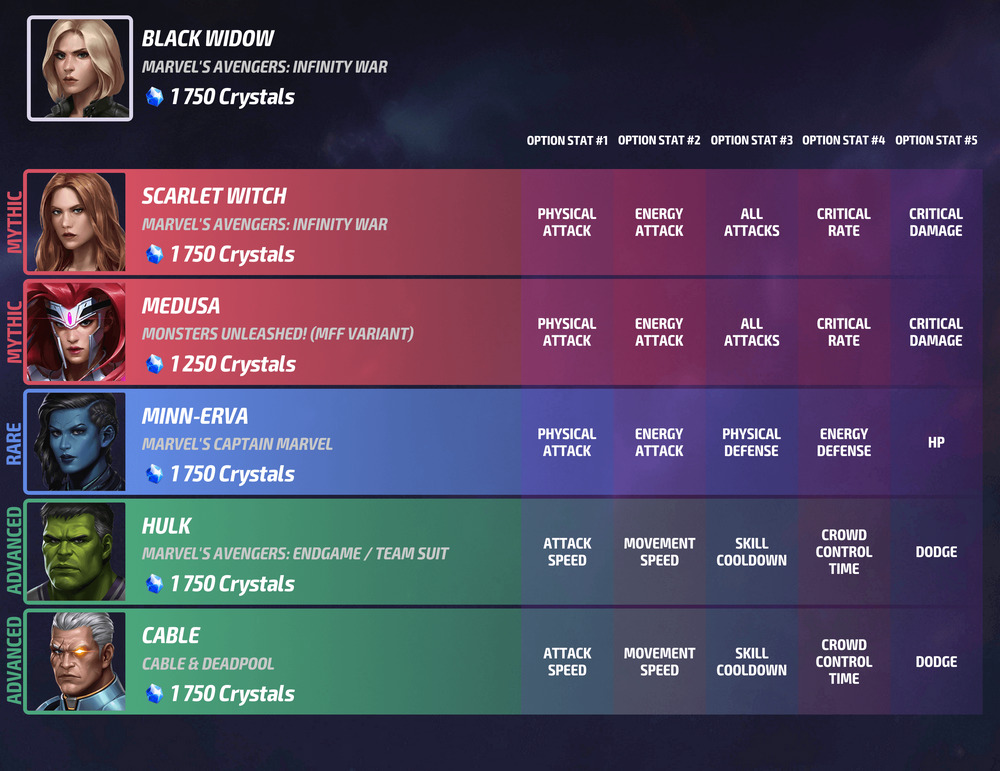 BLACK WIDOW
MARVEL'S AVENGERS: INFINITY WAR
1 750 Crystals
OPTION STAT #1 OPTION STAT #2 OPTION STAT #3 OPTION STAT #4 OPTION STAT #5
MYTHIC
SCARLET WITCH
MARVEL'S AVENGERS: INFINITY WAR
1 750 Crystals
PHYSICAL
ATTACK
ENERGY
ATTACK
ALL
ATTACKS
CRITICAL
RATE
CRITICAL
DAMAGE
MYTHIC
MEDUSA
MONSTERS UNLEASHED! (MFF VARIANT)
1 250 Crystals
PHYSICAL
ATTACK
ENERGY
ATTACK
ALL
ATTACKS
CRITICAL
RATE
CRITICAL
DAMAGE
RARE
MINN-ERVA
MARVEL'S CAPTAIN MARVEL
1 750 Crystals
PHYSICAL
ATTACK
ENERGY
ATTACK
PHYSICAL
DEFENSE
ENERGY
DEFENSE
HP
ADVANCED
HULK
MARVEL'S AVENGERS: ENDGAME / TEAM SUIT
1 750 Crystals
ATTACK
SPEED
MOVEMENT
SPEED
SKILL
COOLDOWN
CROWD
CONTROL
TIME
DODGE
ADVANCED
CABLE
CABLE & DEADPOOL
1 750 Crystals
ATTACK
SPEED
MOVEMENT
SPEED
SKILL
COOLDOWN
CROWD
CONTROL
TIME
DODGE